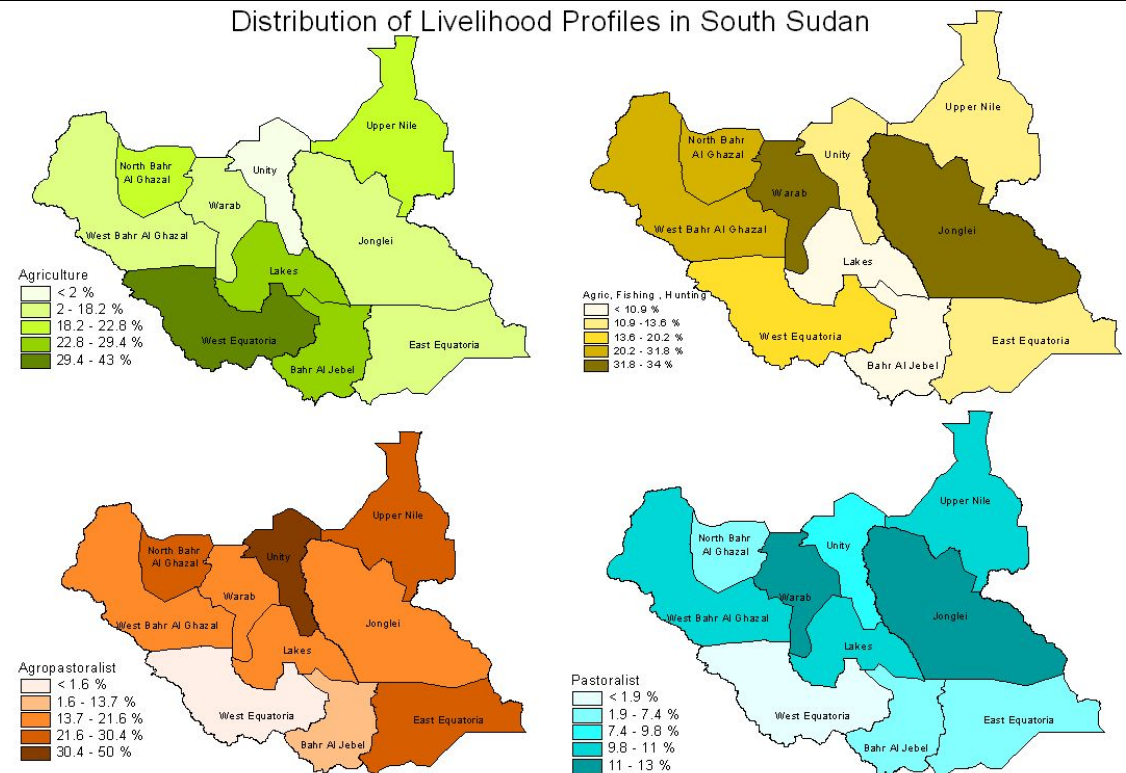 Distribution of Livelihood Profiles in South Sudan
Upper Nile
North Bahr
Al Ghazal
Unity
Warab
West Bahr Al Ghazal
Jonglei
Lakes
West Equatoria
East Equatoria
Bahr Al Jebel
Agriculture
< 2 %
2 - 18.2 %
18.2 - 22.8 %
22.8 - 29.4 %
29.4 - 43 %
Upper Nile
North Bahr
Al Ghazal
Unity
Warab
West Bahr Al Ghazal
Jonglei
Lakes
West Equatoria
East Equatoria
Bahr Al Jebel
Agric, Fishing , Hunting
< 10.9 %
10.9 -13.6 %
13.6 - 20.2 %
20.2 - 31.8 %
31.8 - 34 %
Upper Nile
North Bahr
Al Ghazal
Unity
Warab
West Bahr Al Ghazal
Jonglei
Lakes
West Equatoria
East Equatoria
Bahr Al Jebel
Agropastoralist
< 1.6 %
1.6 - 13.7 %
13.7 - 21.6 %
21.6 - 30.4 %
30.4 - 50 %
Upper Nile
North Bahr
Al Ghazal
Unity
Warab
West Bahr Al Ghazal
Jonglei
Lakes
West Equatoria
East Equatoria
Bahr Al Jebel
Pastoralist
< 1.9 %
1.9 - 7.4 %
7.4 - 9.8 %
9.8 - 11 %
11 - 13 %